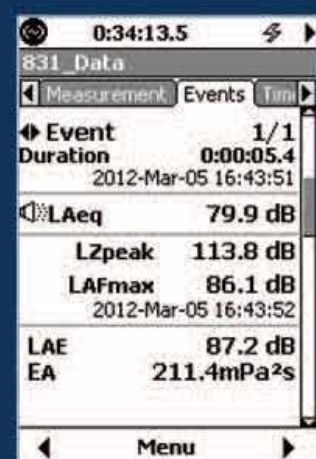 0:34:13.5
831_Data
Measurement Events Tim
Event 1/1
Duration 0:00:05.4
2012-Mar-05 16:43:51
LAeq 79.9 dB
LZpeak 113.8 dB
LAFmax 86.1 dB
2012-Mar-05 16:43:52
LAE 87.2 dB
EA 211.4mPa²s
Menu